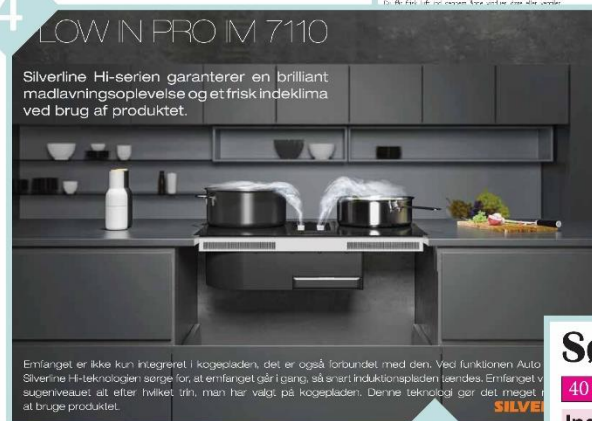 4
LOW IN PRO IM 7110
Silverline Hi-serien garanterer en brilliant
madlavningsoplevelse og et frisk indeklima
ved brug af produktet.
Emfanget er ikke kun integreret i kogepladen, det er også forbundet med den. Ved funktionen Auto
Silverline Hi-teknologien sørge for, at emfanget går i gang, så snart induktionspladen tændes. Emfanget v
sugeniveauet alt efter hvilket trin, man har valgt på kogepladen. Denne teknologi gør det meget
at bruge produktet.
SILVE
Sø
40